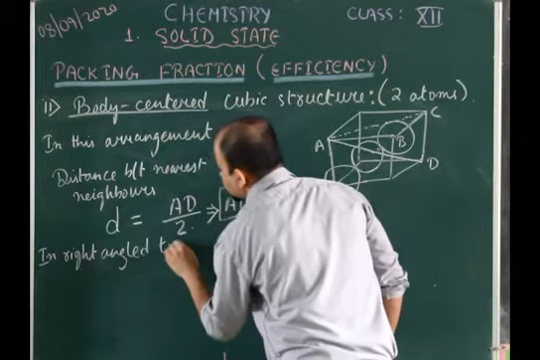 08/09/2020
CHEMISTRY
CLASS: XII
1. SOLID STATE
PACKING FRACTION (EFFICIENCY)
ii) Body-centered cubic structure: (2 atoms).
In this arrangement
Distance b/t nearest
neighbours
d = AD/2 ⇒
In right angled
A
B
C
D